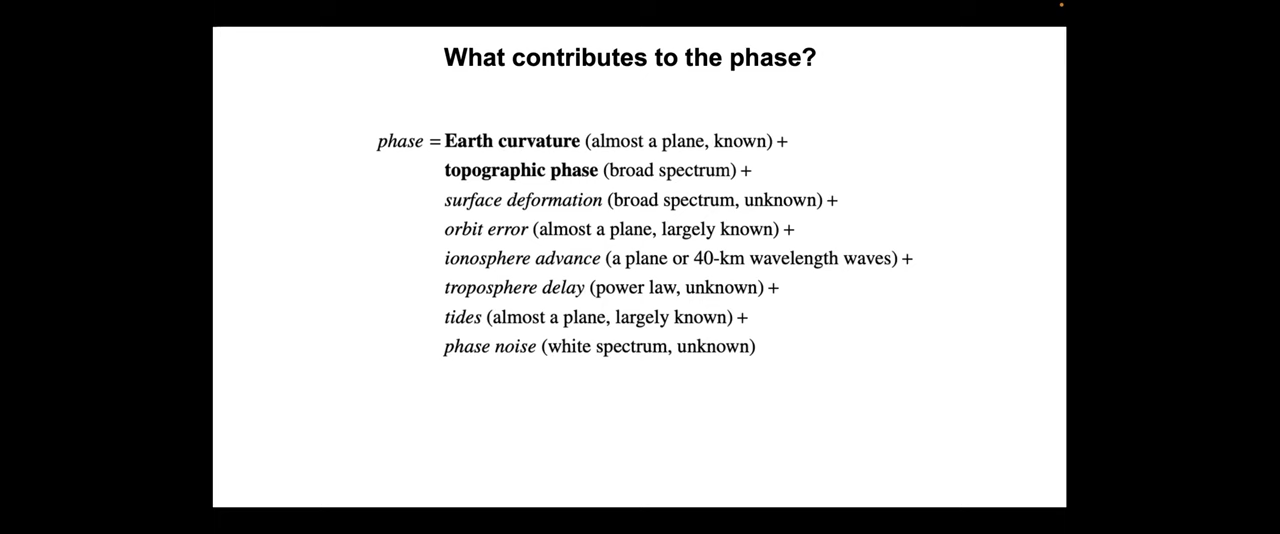 What contributes to the phase?
phase = Earth curvature (almost a plane, known) +
topographic phase (broad spectrum) +
surface deformation (broad spectrum, unknown) +
orbit error (almost a plane, largely known) +
ionosphere advance (a plane or 40-km wavelength waves) +
troposphere delay (power law, unknown) +
tides (almost a plane, largely known) +
phase noise (white spectrum, unknown)